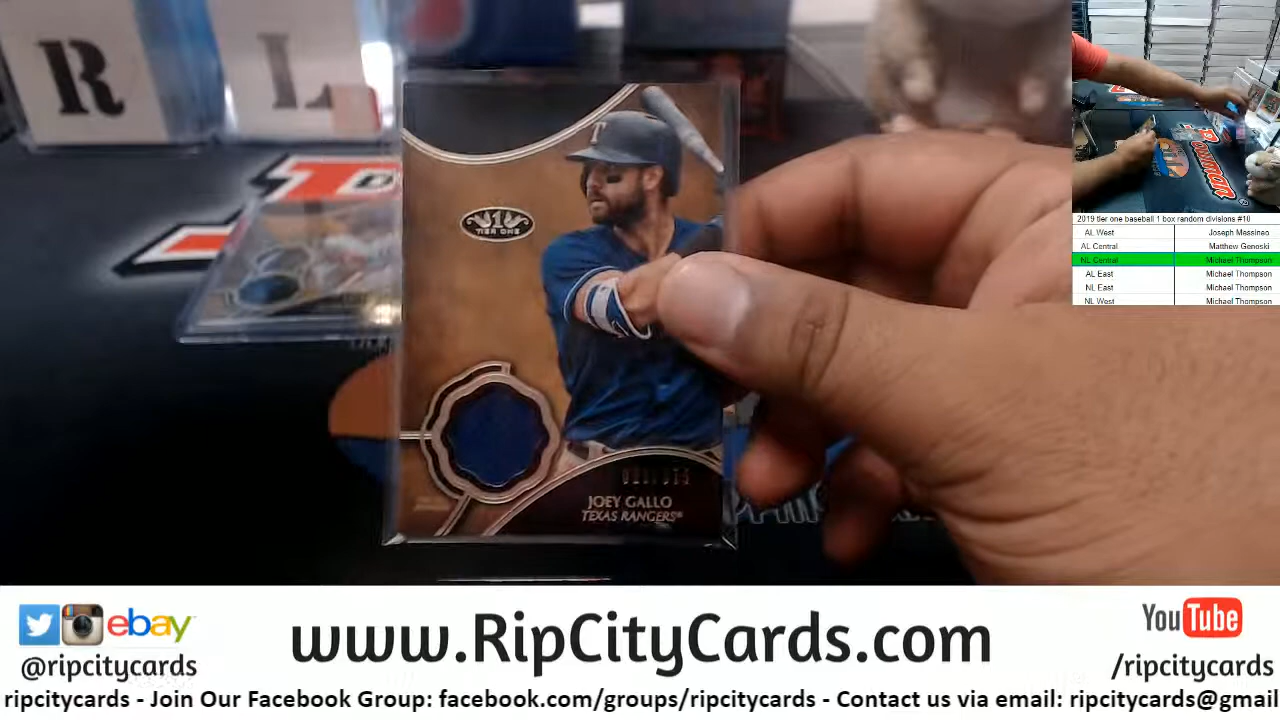 R
L
T
1
TIER ONE
JOEY GALLO
TEXAS RANGERS
Bowman
2019 tier one baseball 1 box random divisions #10
AL West Joseph Messineo
AL Central Matthew Genoski
NL Central Michael Thompson
AL East Michael Thompson
NL East Michael Thompson
NL West Michael Thompson
ebay
@ripcitycards
www.RipCityCards.com
YouTube
/ripcitycards
ripcitycards - Join Our Facebook Group: facebook.com/groups/ripcitycards - Contact us via email: ripcitycards@gmail